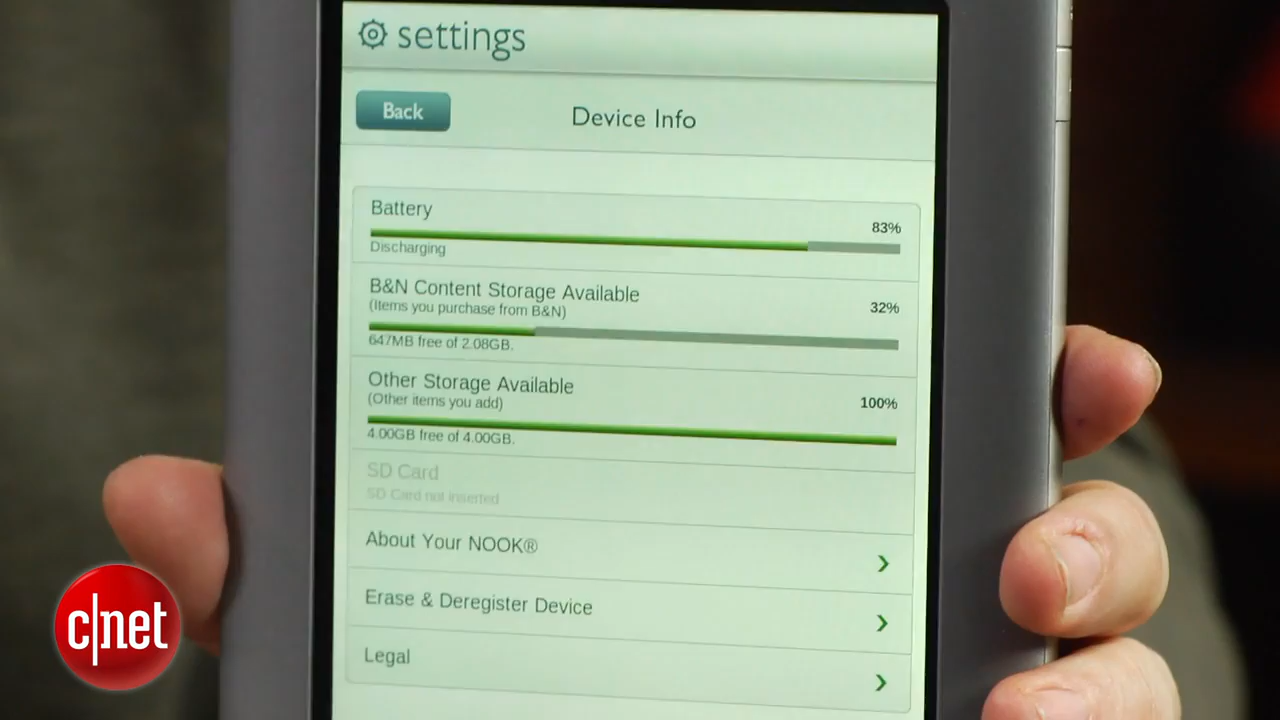 settings
Back
Device Info
Battery
83%
Discharging
B&N Content Storage Available
(Items you purchase from B&N)
32%
647MB free of 2.08GB.
Other Storage Available
(Other items you add)
100%
4.00GB free of 4.00GB.
SD Card
SD Card not inserted
About Your NOOK®
Erase & Deregister Device
Legal
c|net